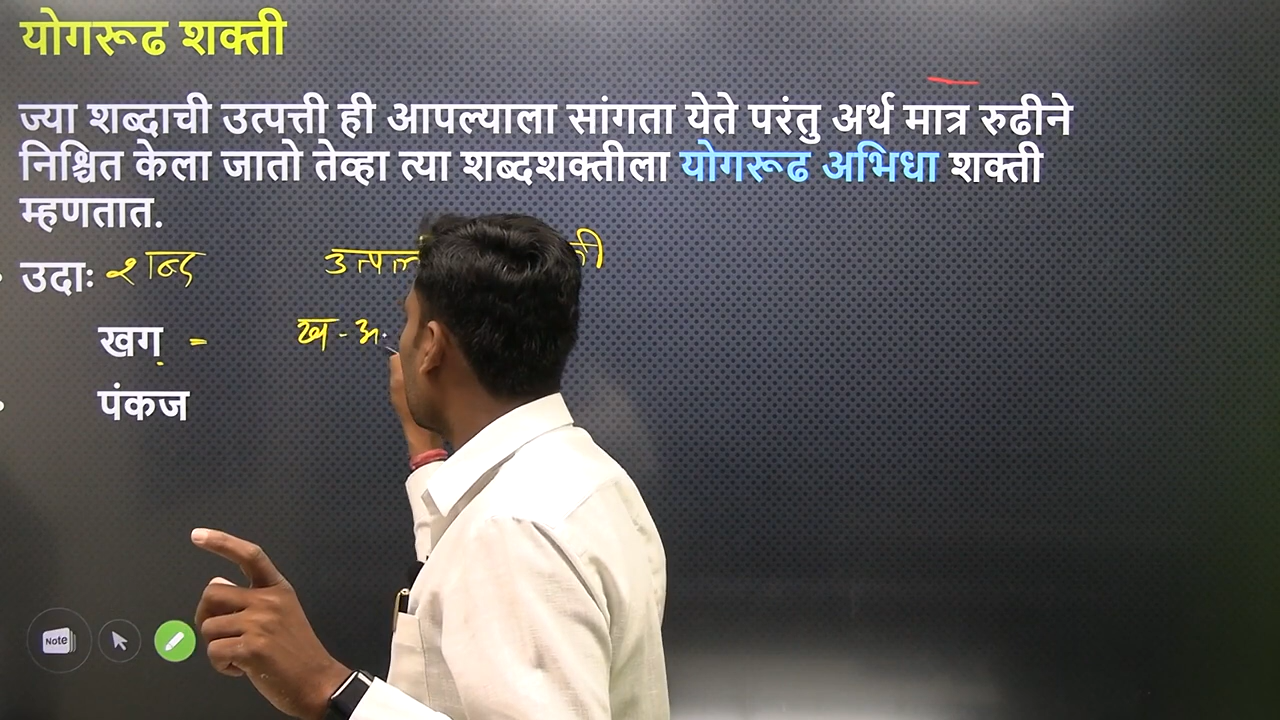 योगरूढ शक्ती
ज्या शब्दाची उत्पत्ती ही आपल्याला सांगता येते परंतु अर्थ मात्र रुढीने
निश्चित केला जातो तेव्हा त्या शब्दशक्तीला योगरूढ अभिधा शक्ती
म्हणतात.
उदाः शब्द
खग = ख - अ
पंकज
Note